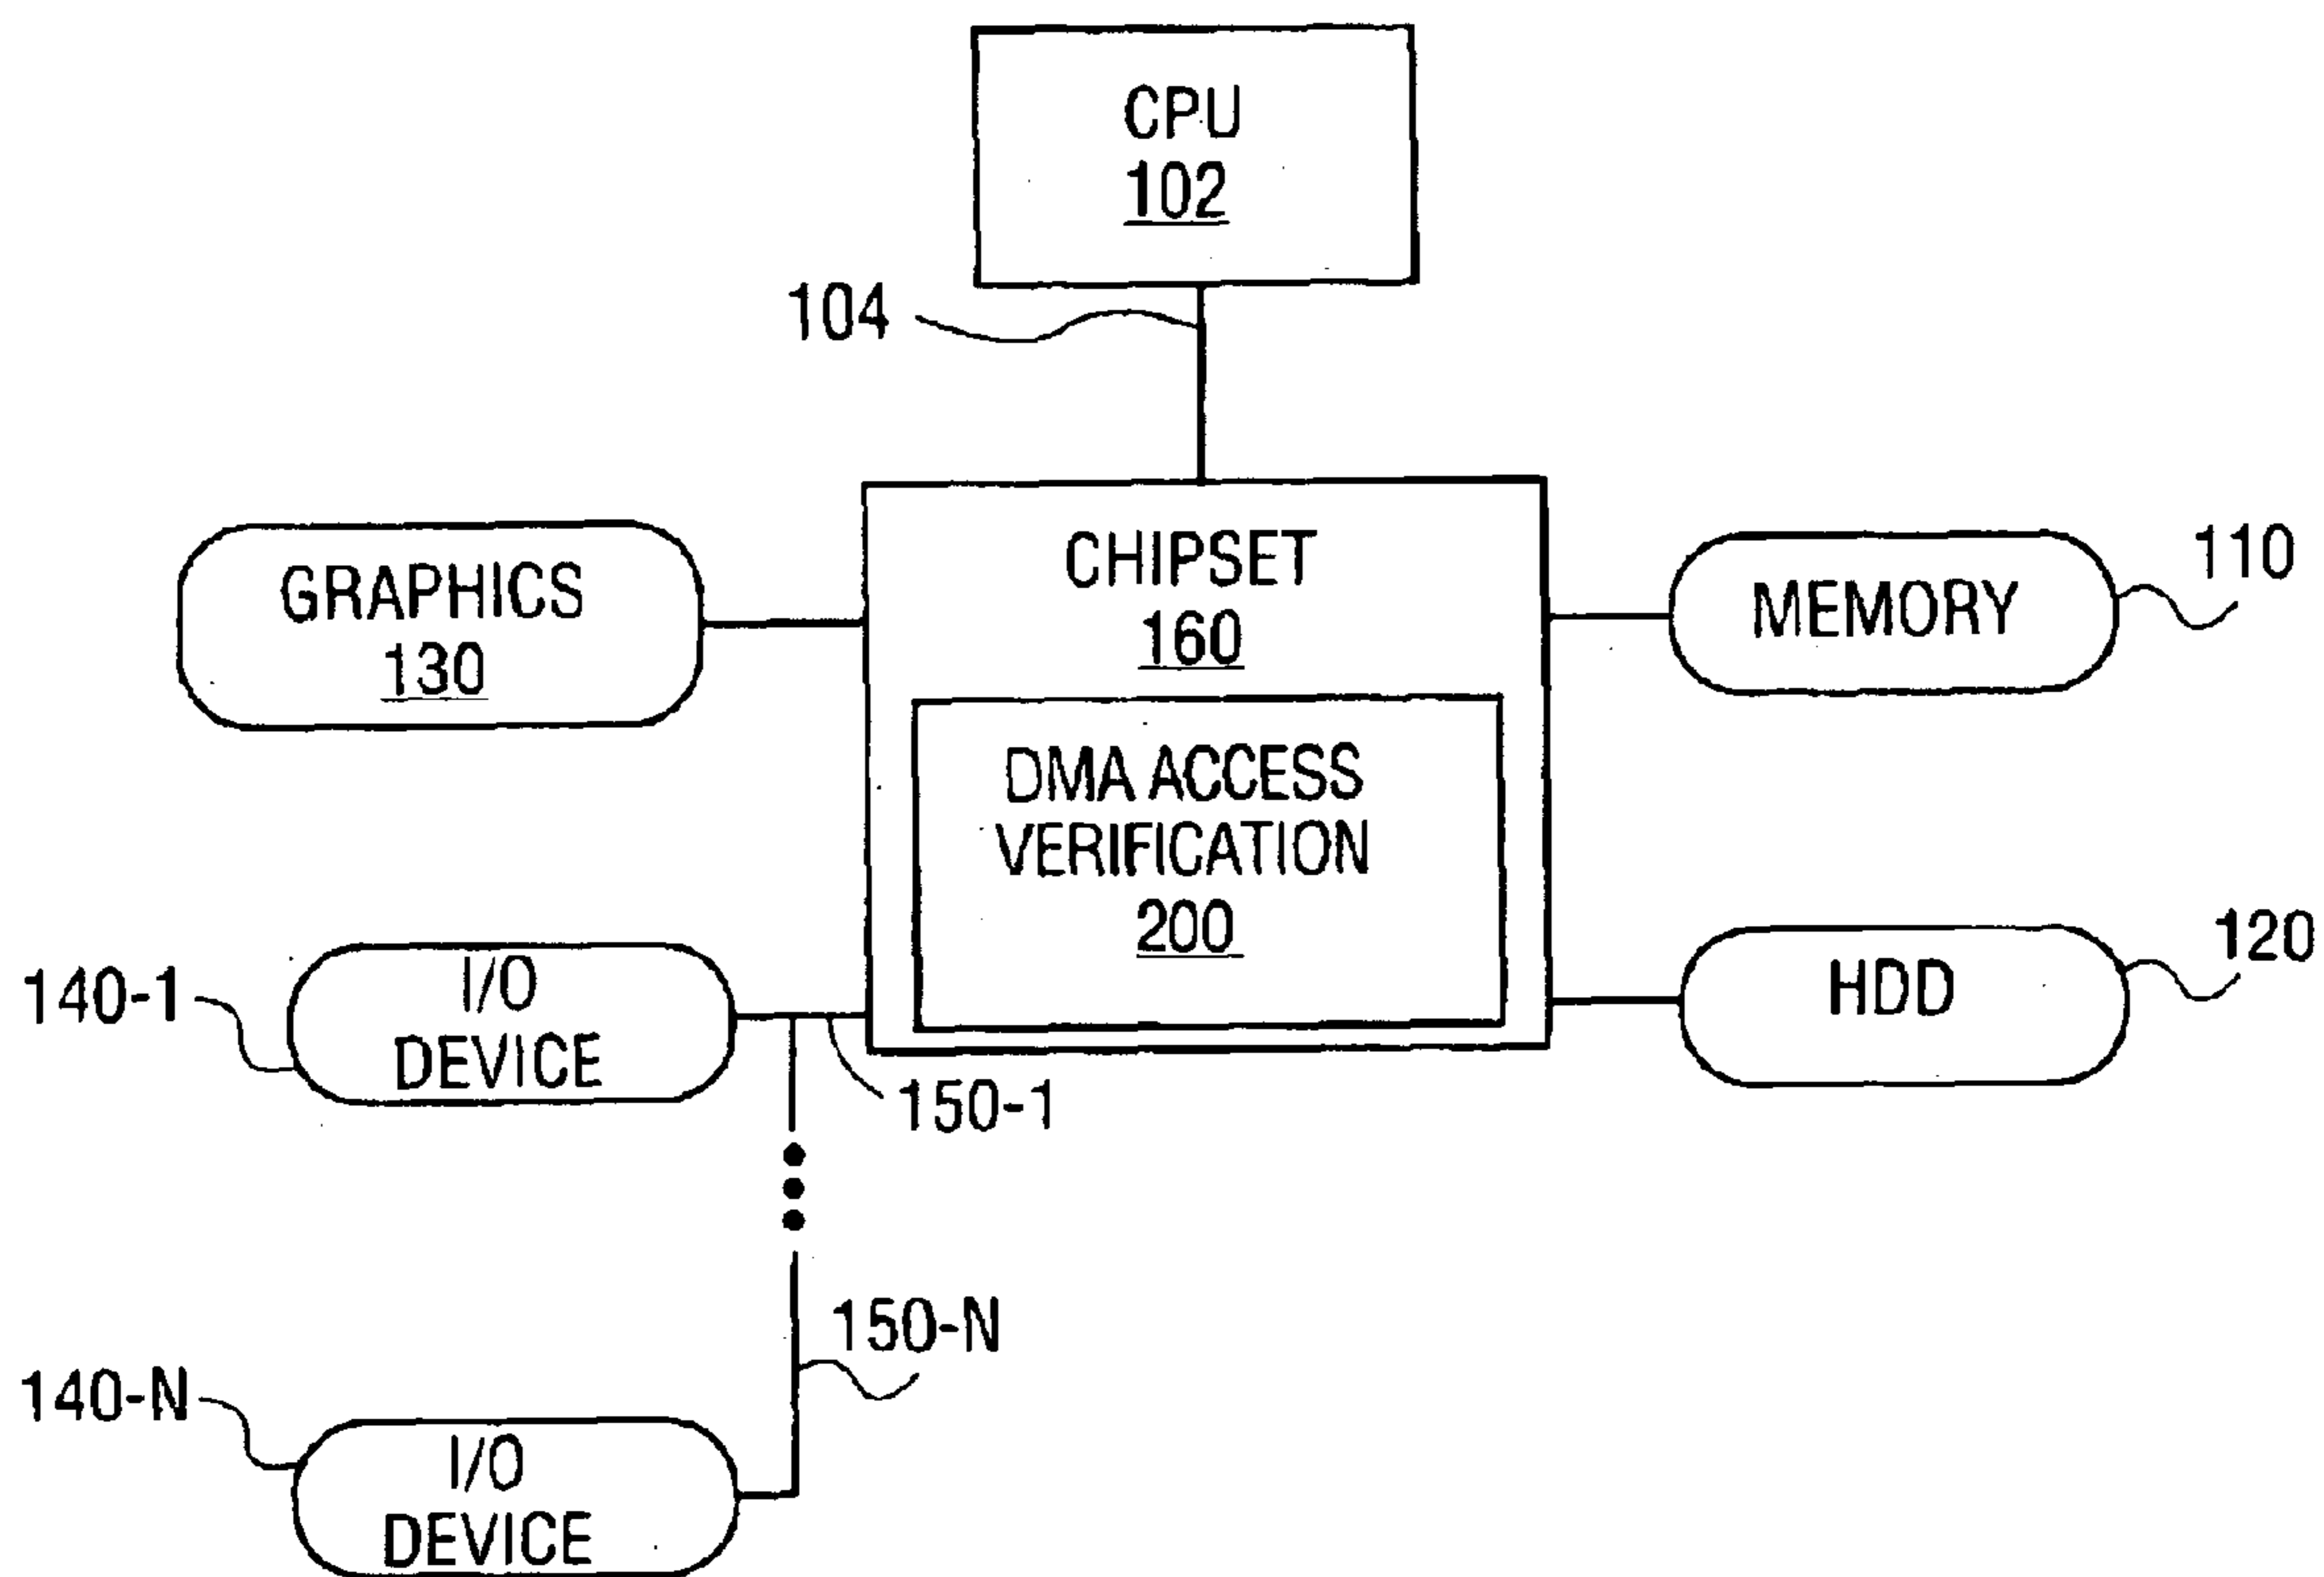 CPU
102
104
CHIPSET
160
GRAPHICS
130
110
MEMORY
DMA ACCESS
VERIFICATION
200
120
HDD
140-1
I/O
DEVICE
150-1
150-N
140-N
I/O
DEVICE